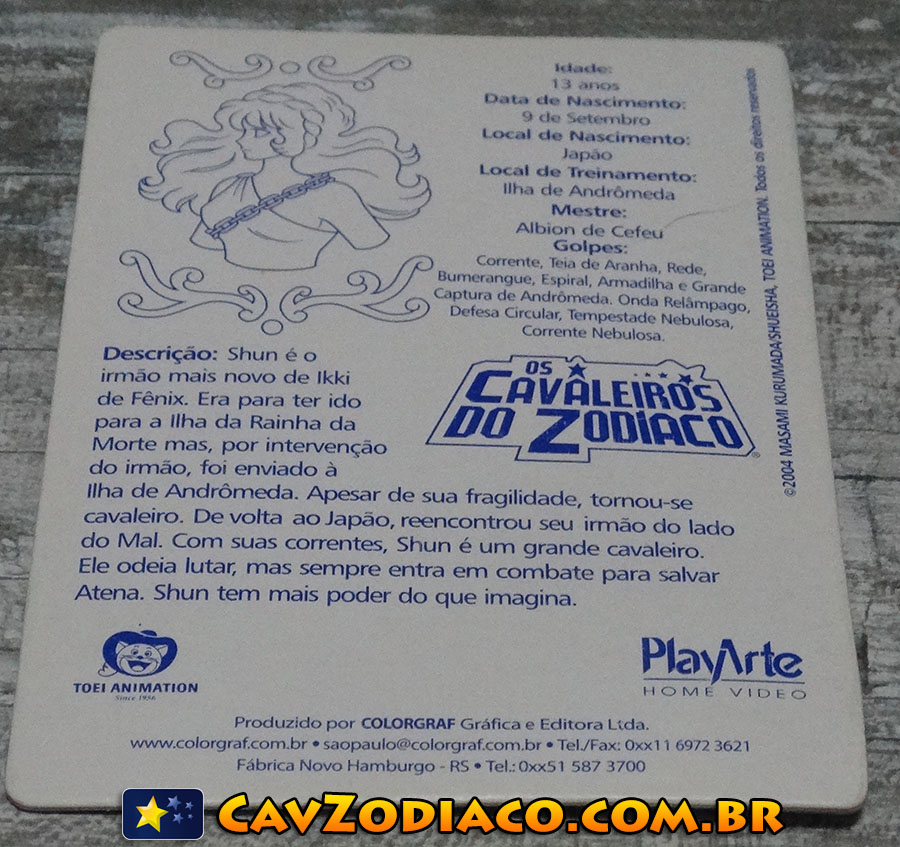 Idade:
13 anos
Data de Nascimento:
9 de Setembro
Local de Nascimento:
Japão
Local de Treinamento:
Ilha de Andrômeda
Mestre:
Albion de Cefeu
Golpes:
Corrente, Teia de Aranha, Rede,
Bumerangue, Espiral, Armadilha e Grande
Captura de Andrômeda. Onda Relâmpago,
Defesa Circular, Tempestade Nebulosa,
Corrente Nebulosa.
©2004 MASAMI KURUMADA/SHUEISHA, TOEI ANIMATION. Todos os direitos reservados
OS
CAVALEIROS
DO ZODÍACO®
Descrição: Shun é o
irmão mais novo de Ikki
de Fênix. Era para ter ido
para a Ilha da Rainha da
Morte mas, por intervenção
do irmão, foi enviado à
Ilha de Andrômeda. Apesar de sua fragilidade, tornou-se
cavaleiro. De volta ao Japão, reencontrou seu irmão do lado
do Mal. Com suas correntes, Shun é um grande cavaleiro.
Ele odeia lutar, mas sempre entra em combate para salvar
Atena. Shun tem mais poder do que imagina.
TOEI ANIMATION
Since 1956
PlayArte
HOME VIDEO
Produzido por COLORGRAF Gráfica e Editora Ltda.
www.colorgraf.com.br • saopaulo@colorgraf.com.br • Tel./Fax: 0xx11 6972 3621
Fábrica Novo Hamburgo - RS • Tel.: 0xx51 587 3700
CAVZODIACO.COM.BR